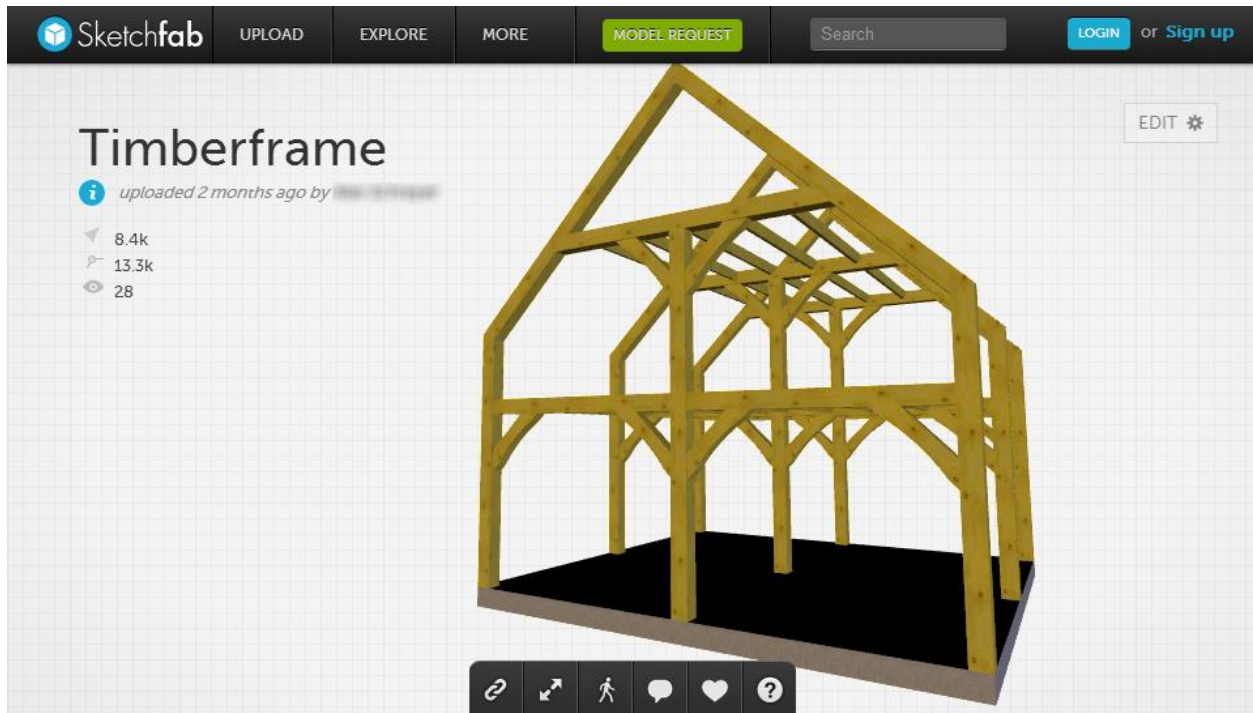 Sketchfab UPLOAD EXPLORE MORE MODEL REQUEST Search LOGIN or Sign up
EDIT
Timberframe
i uploaded 2 months ago by
8.4k
13.3k
28
?